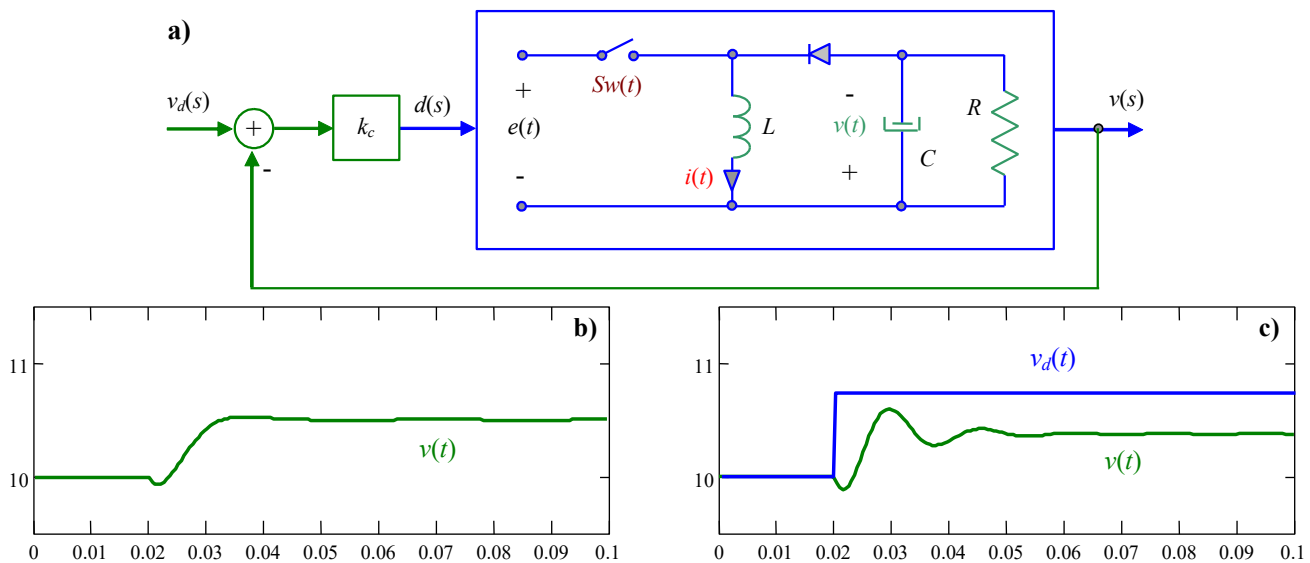 a)
v_d(s)
+
-
k_c
d(s)
+
e(t)
-
Sw(t)
i(t)
L
-
v(t)
+
C
R
v(s)
b)
11
10
v(t)
0 0.01 0.02 0.03 0.04 0.05 0.06 0.07 0.08 0.09 0.1
c)
11
10
v_d(t)
v(t)
0 0.01 0.02 0.03 0.04 0.05 0.06 0.07 0.08 0.09 0.1